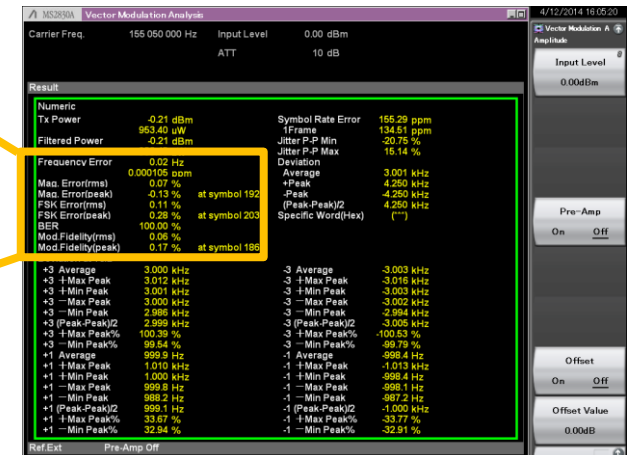 MS2830A Vector Modulation Analysis
4/12/2014 16:05:20
Carrier Freq. 155 050 000 Hz Input Level 0.00 dBm
ATT 10 dB
Vector Modulation A
Amplitude
Input Level
0.00dBm
Pre-Amp
On Off
Offset
On Off
Offset Value
0.00dB
Result
Numeric
Tx Power -0.21 dBm
953.40 uW
Filtered Power -0.21 dBm
Frequency Error 0.02 Hz
0.000105 ppm
Mag. Error(rms) 0.07 %
Mag. Error(peak) -0.13 % at symbol 192
FSK Error(rms) 0.11 %
FSK Error(peak) 0.28 % at symbol 203
BER 100.00 %
Mod.Fidelity(rms) 0.06 %
Mod.Fidelity(peak) 0.17 % at symbol 186
Symbol Rate Error 155.29 ppm
1Frame 134.51 ppm
Jitter P-P Min -20.75 %
Jitter P-P Max 15.14 %
Deviation
Average 3.001 kHz
+Peak 4.250 kHz
-Peak 4.250 kHz
(Peak-Peak)/2 4.250 kHz
Specific Word(Hex) (***)
+3 Average 3.000 kHz
+3 +Max Peak 3.012 kHz
+3 +Min Peak 3.001 kHz
+3 －Max Peak 3.000 kHz
+3 －Min Peak 2.986 kHz
+3 (Peak-Peak)/2 2.999 kHz
+3 +Max Peak% 100.39 %
+3 －Min Peak% 99.54 %
+1 Average 999.9 Hz
+1 +Max Peak 1.010 kHz
+1 +Min Peak 1.000 kHz
+1 －Max Peak 999.8 Hz
+1 －Min Peak 988.2 Hz
+1 (Peak-Peak)/2 999.1 Hz
+1 +Max Peak% 33.67 %
+1 －Min Peak% 32.94 %
-3 Average -3.003 kHz
-3 +Max Peak -3.016 kHz
-3 +Min Peak -3.003 kHz
-3 －Max Peak -3.002 kHz
-3 －Min Peak -2.994 kHz
-3 (Peak-Peak)/2 -3.005 kHz
-3 +Max Peak% -100.53 %
-3 －Min Peak% -99.79 %
-1 Average -998.4 Hz
-1 +Max Peak -1.013 kHz
-1 +Min Peak -998.4 Hz
-1 －Max Peak -998.1 Hz
-1 －Min Peak -987.2 Hz
-1 (Peak-Peak)/2 -1.000 kHz
-1 +Max Peak% -33.77 %
-1 －Min Peak% -32.91 %
Ref.Ext Pre-Amp Off